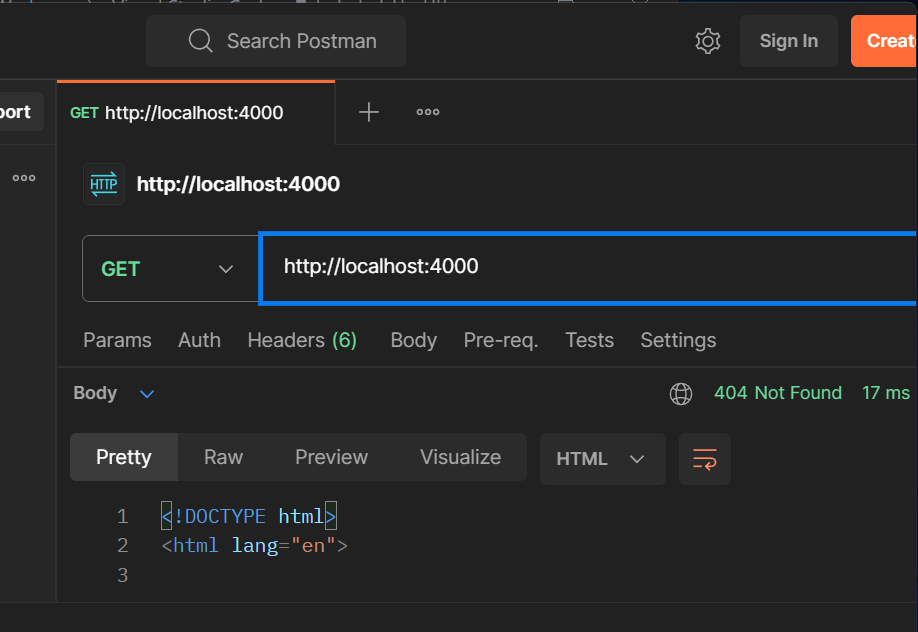 Search Postman
Sign In
GET http://localhost:4000
HTTP http://localhost:4000
GET http://localhost:4000
Params Auth Headers (6) Body Pre-req. Tests Settings
Body 404 Not Found 17 ms
Pretty Raw Preview Visualize HTML
1 <!DOCTYPE html>
2 <html lang="en">
3